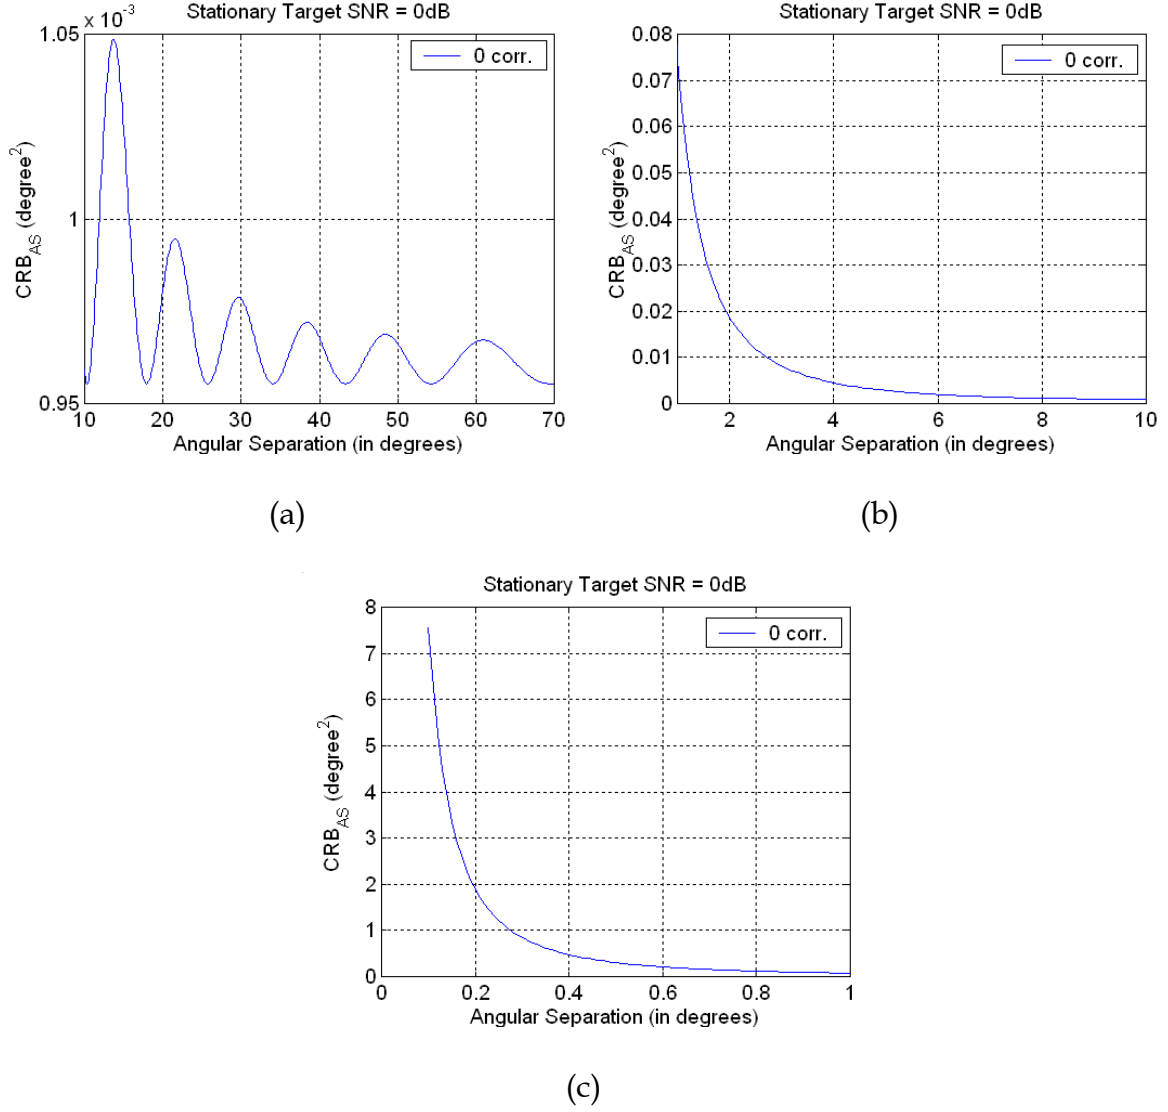 Stationary Target SNR = 0dB
x 10^-3
1.05
1
0.95
CRB_AS (degree^2)
0 corr.
10 20 30 40 50 60 70
Angular Separation (in degrees)
(a)
Stationary Target SNR = 0dB
0.08
0.07
0.06
0.05
0.04
0.03
0.02
0.01
0
CRB_AS (degree^2)
0 corr.
2 4 6 8 10
Angular Separation (in degrees)
(b)
Stationary Target SNR = 0dB
8
7
6
5
4
3
2
1
0
CRB_AS (degree^2)
0 corr.
0 0.2 0.4 0.6 0.8 1
Angular Separation (in degrees)
(c)